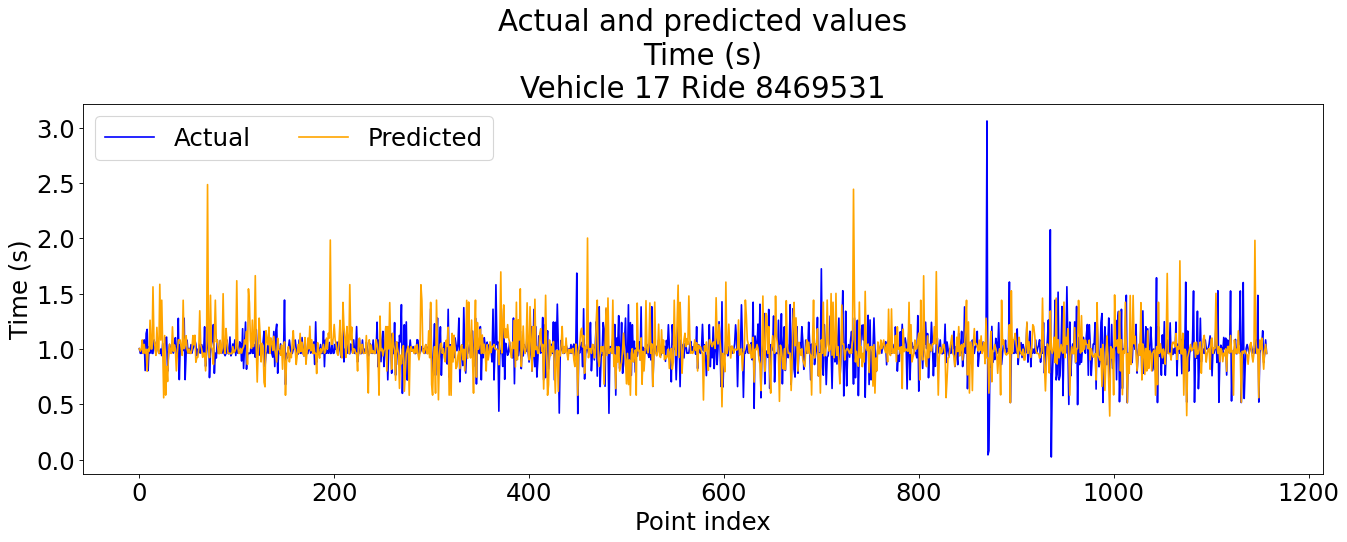 Actual and predicted values
Time (s)
Vehicle 17 Ride 8469531
Actual
Predicted
3.0
2.5
2.0
1.5
1.0
0.5
0.0
Time (s)
0
200
400
600
800
1000
1200
Point index